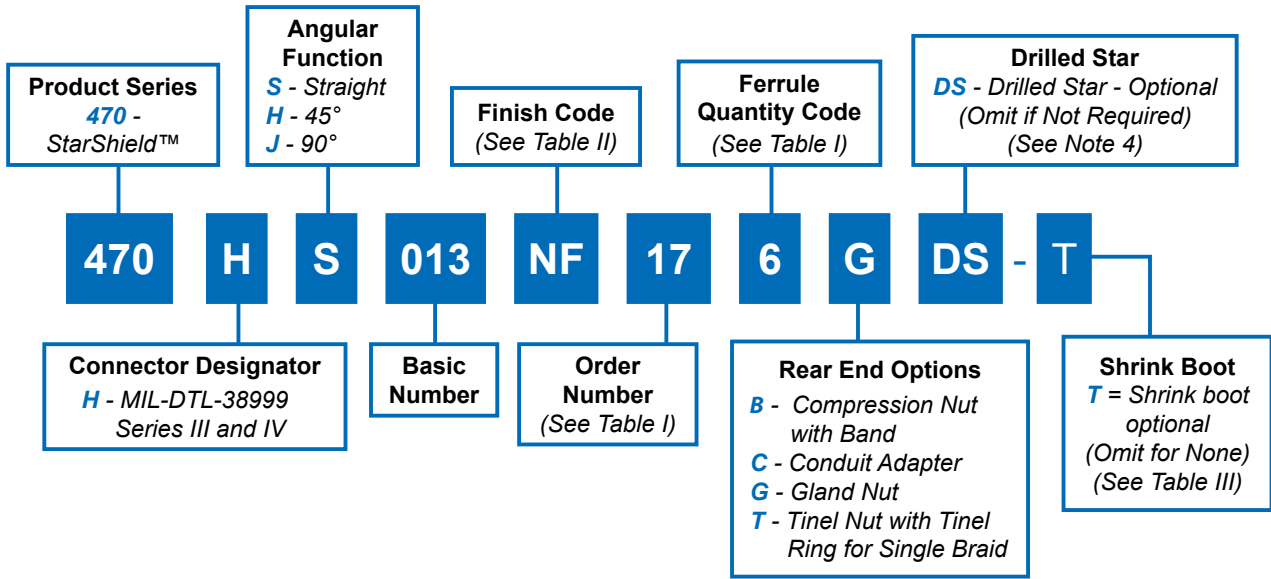 Product Series
470 -
StarShield™
Angular
Function
S - Straight
H - 45°
J - 90°
Finish Code
(See Table II)
Ferrule
Quantity Code
(See Table I)
Drilled Star
DS - Drilled Star - Optional
(Omit if Not Required)
(See Note 4)
470 H S 013 NF 17 6 G DS - T
Connector Designator
H - MIL-DTL-38999
Series III and IV
Basic
Number
Order
Number
(See Table I)
Rear End Options
B - Compression Nut
with Band
C - Conduit Adapter
G - Gland Nut
T - Tinel Nut with Tinel
Ring for Single Braid
Shrink Boot
T = Shrink boot
optional
(Omit for None)
(See Table III)